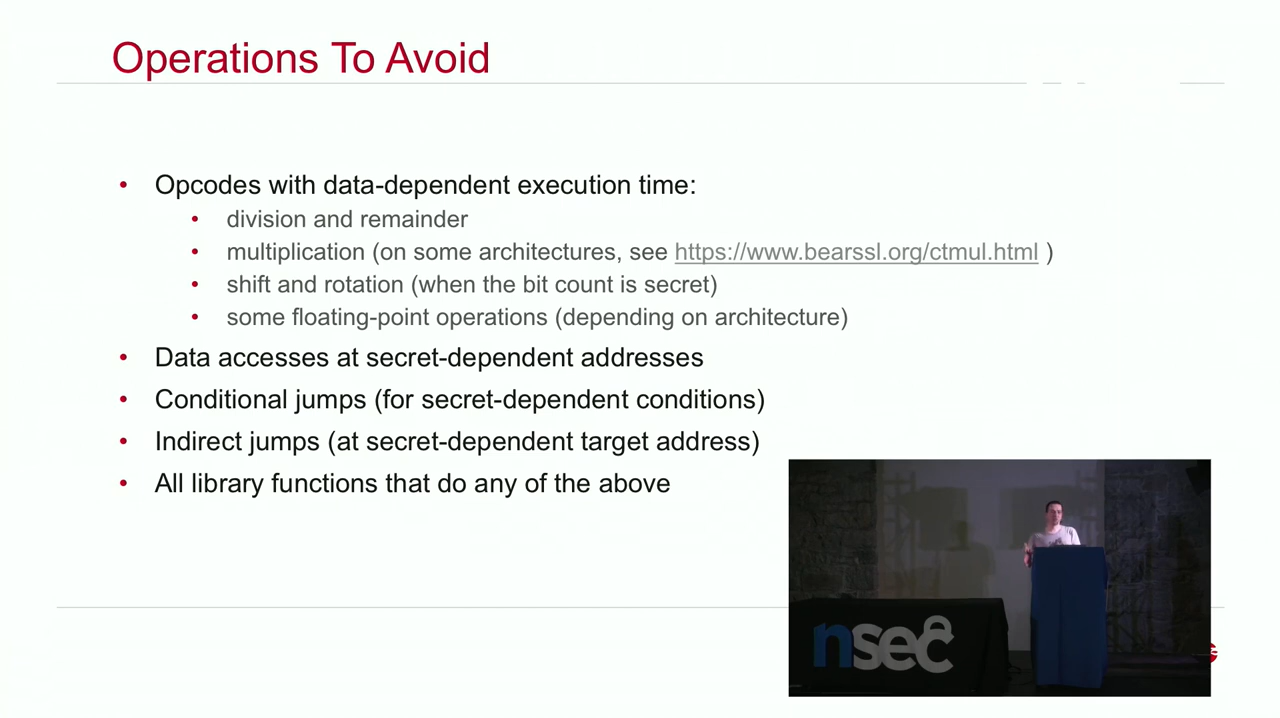 Operations To Avoid
• Opcodes with data-dependent execution time:
• division and remainder
• multiplication (on some architectures, see https://www.bearssl.org/ctmul.html )
• shift and rotation (when the bit count is secret)
• some floating-point operations (depending on architecture)
• Data accesses at secret-dependent addresses
• Conditional jumps (for secret-dependent conditions)
• Indirect jumps (at secret-dependent target address)
• All library functions that do any of the above
nsec